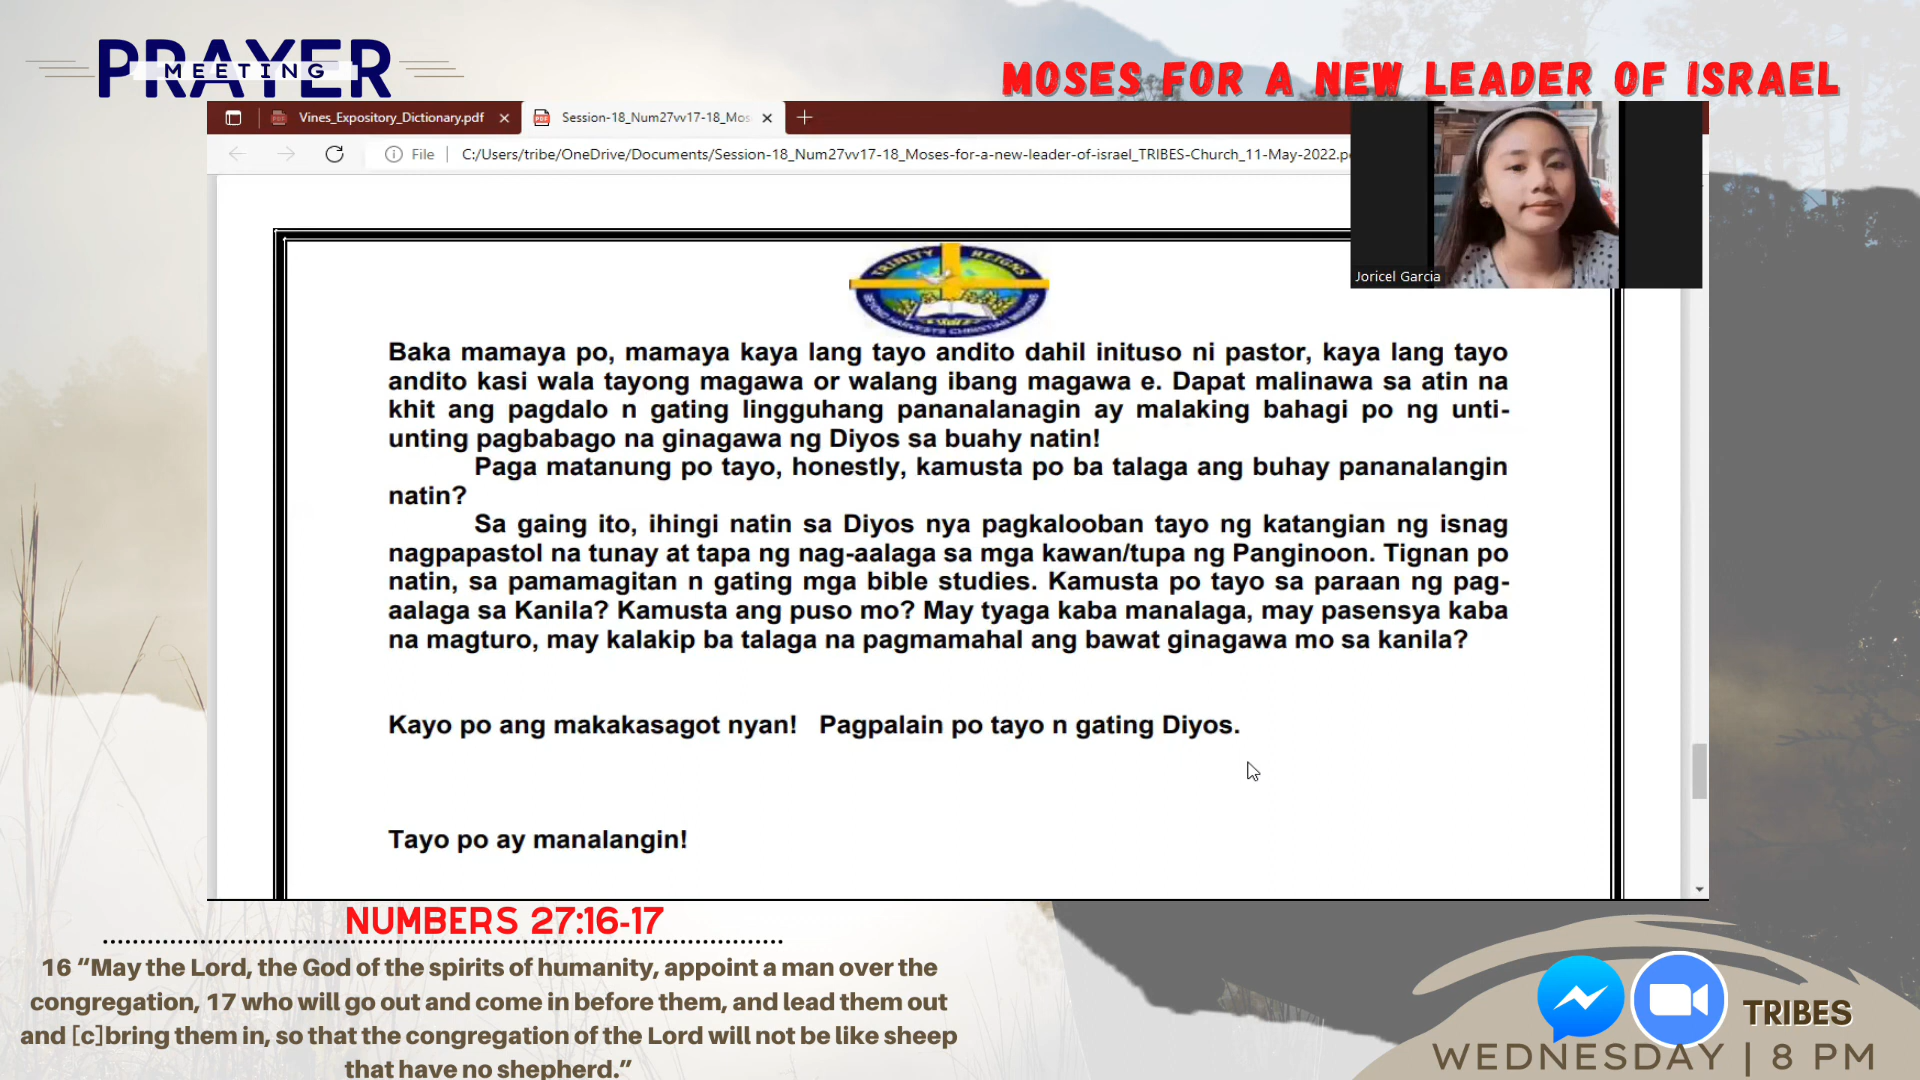 PRAYER
MEETING
MOSES FOR A NEW LEADER OF ISRAEL
Vines_Expository_Dictionary.pdf
Session-18_Num27vv17-18_Mos
File
C:/Users/tribe/OneDrive/Documents/Session-18_Num27vv17-18_Moses-for-a-new-leader-of-israel_TRIBES-Church_11-May-2022.p
Joricel Garcia
TRINITY REIGNS
BEYOND HARVESTS CHRISTIAN MISSIONS
Baka mamaya po, mamaya kaya lang tayo andito dahil inituso ni pastor, kaya lang tayo
andito kasi wala tayong magawa or walang ibang magawa e. Dapat malinawa sa atin na
khit ang pagdalo n gating lingguhang pananalanagin ay malaking bahagi po ng unti-
unting pagbabago na ginagawa ng Diyos sa buahy natin!
Paga matanung po tayo, honestly, kamusta po ba talaga ang buhay pananalangin
natin?
Sa gaing ito, ihingi natin sa Diyos nya pagkalooban tayo ng katangian ng isnag
nagpapastol na tunay at tapa ng nag-aalaga sa mga kawan/tupa ng Panginoon. Tignan po
natin, sa pamamagitan n gating mga bible studies. Kamusta po tayo sa paraan ng pag-
aalaga sa Kanila? Kamusta ang puso mo? May tyaga kaba manalaga, may pasensya kaba
na magturo, may kalakip ba talaga na pagmamahal ang bawat ginagawa mo sa kanila?
Kayo po ang makakasagot nyan! Pagpalain po tayo n gating Diyos.
Tayo po ay manalangin!
NUMBERS 27:16-17
16 “May the Lord, the God of the spirits of humanity, appoint a man over the
congregation, 17 who will go out and come in before them, and lead them out
and [c]bring them in, so that the congregation of the Lord will not be like sheep
that have no shepherd.”
TRIBES
WEDNESDAY | 8 PM